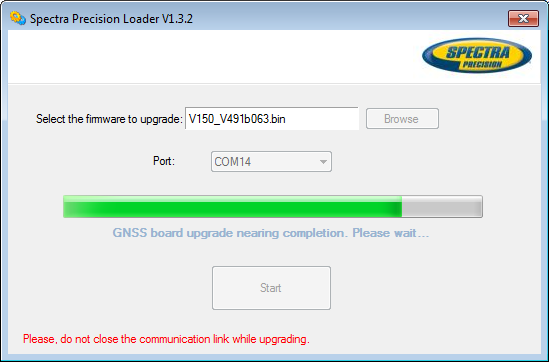 Spectra Precision Loader V1.3.2
SPECTRA
PRECISION
Select the firmware to upgrade: V150_V491b063.bin Browse
Port: COM14
GNSS board upgrade nearing completion. Please wait...
Start
Please, do not close the communication link while upgrading.